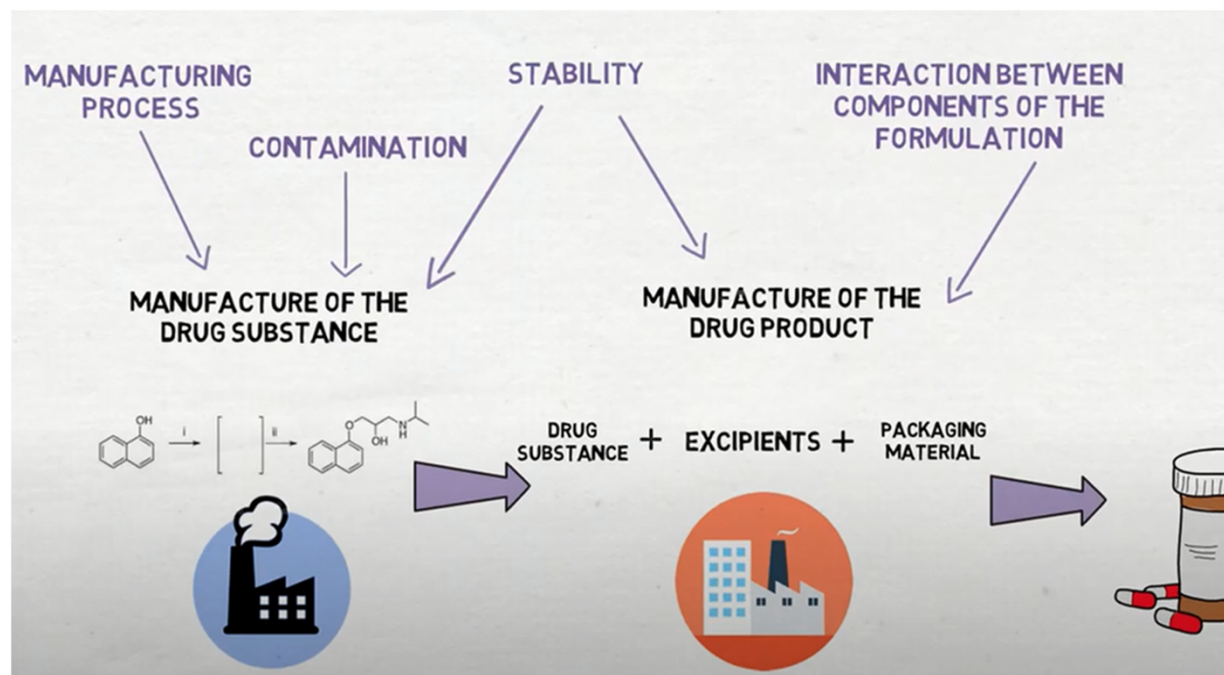 MANUFACTURING
PROCESS
CONTAMINATION
STABILITY
INTERACTION BETWEEN
COMPONENTS OF THE
FORMULATION
MANUFACTURE OF THE
DRUG SUBSTANCE
MANUFACTURE OF THE
DRUG PRODUCT
OH
i
ii
O
OH
N
H
DRUG
SUBSTANCE
+
EXCIPIENTS
+
PACKAGING
MATERIAL